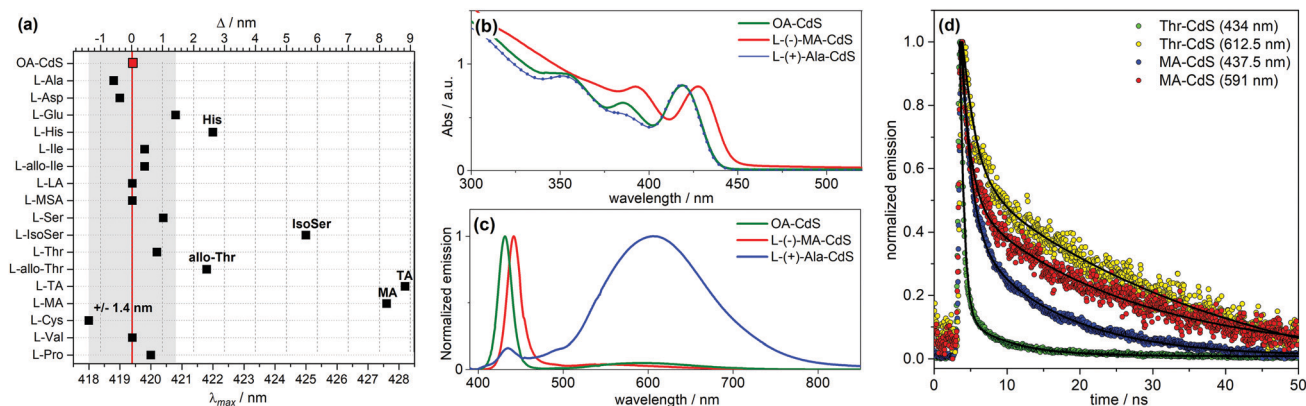 (a)
Δ / nm
0 1 2 3 4 5 6 7 8 9
OA-CdS
L-Ala
L-Asp
L-Glu
L-His
L-Ile
L-allo-Ile
L-LA
L-MSA
L-Ser
L-IsoSer
L-Thr
L-allo-Thr
L-TA
L-MA
L-Cys
L-Val
L-Pro
His
IsoSer
allo-Thr
TA
MA
+/- 1.4 nm
418 419 420 421 422 423 424 425 426 427 428
λmax / nm
(b)
OA-CdS
L-(-)-MA-CdS
L-(+)-Ala-CdS
Abs / a.u.
1
0
300 350 400 450 500
wavelength / nm
(c)
OA-CdS
L-(-)-MA-CdS
L-(+)-Ala-CdS
Normalized emission
1
0
400 500 600 700 800
wavelength / nm
(d)
Thr-CdS (434 nm)
Thr-CdS (612.5 nm)
MA-CdS (437.5 nm)
MA-CdS (591 nm)
normalized emission
1.0
0.8
0.6
0.4
0.2
0.0
0 10 20 30 40 50
time / ns